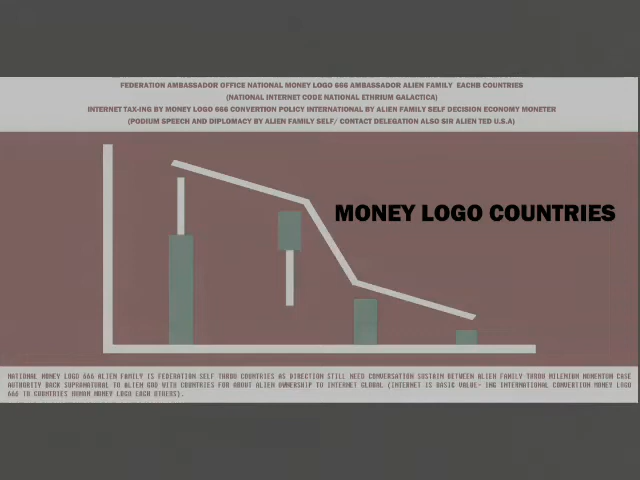 FEDERATION AMBASSADOR OFFICE NATIONAL MONEY LOGO 666 AMBASSADOR ALIEN FAMILY EACHB COUNTRIES
(NATIONAL INTERNET CODE NATIONAL ETHRIUM GALACTICA)
INTERNET TAX-ING BY MONEY LOGO 666 CONVERTION POLICY INTERNATIONAL BY ALIEN FAMILY SELF DECISION ECONOMY MONETER
(PODIUM SPEECH AND DIPLOMACY BY ALIEN FAMILY SELF/ CONTACT DELEGATION ALSO SIR ALIEN TED U.S.A)
MONEY LOGO COUNTRIES
NATIONAL MONEY LOGO 666 ALIEN FAMILY IS FEDERATION SELF THROU COUNTRIES AS DIRECTION STILL NEED CONVERSATION SUSTAIN BETWEEN ALIEN FAMILY THROU MILENIUM MOMENTUM CASE
AUTHORITY BACK SUPRANATURAL TO ALIEN GOD WITH COUNTRIES FOR ABOUT ALIEN OWNERSHIP TO INTERNET GLOBAL (INTERNET IS BASIC VALUE- ING INTERNATIONAL CONVERTION MONEY LOGO
666 TO COUNTRIES HUMAN MONEY LOGO EACH OTHERS).